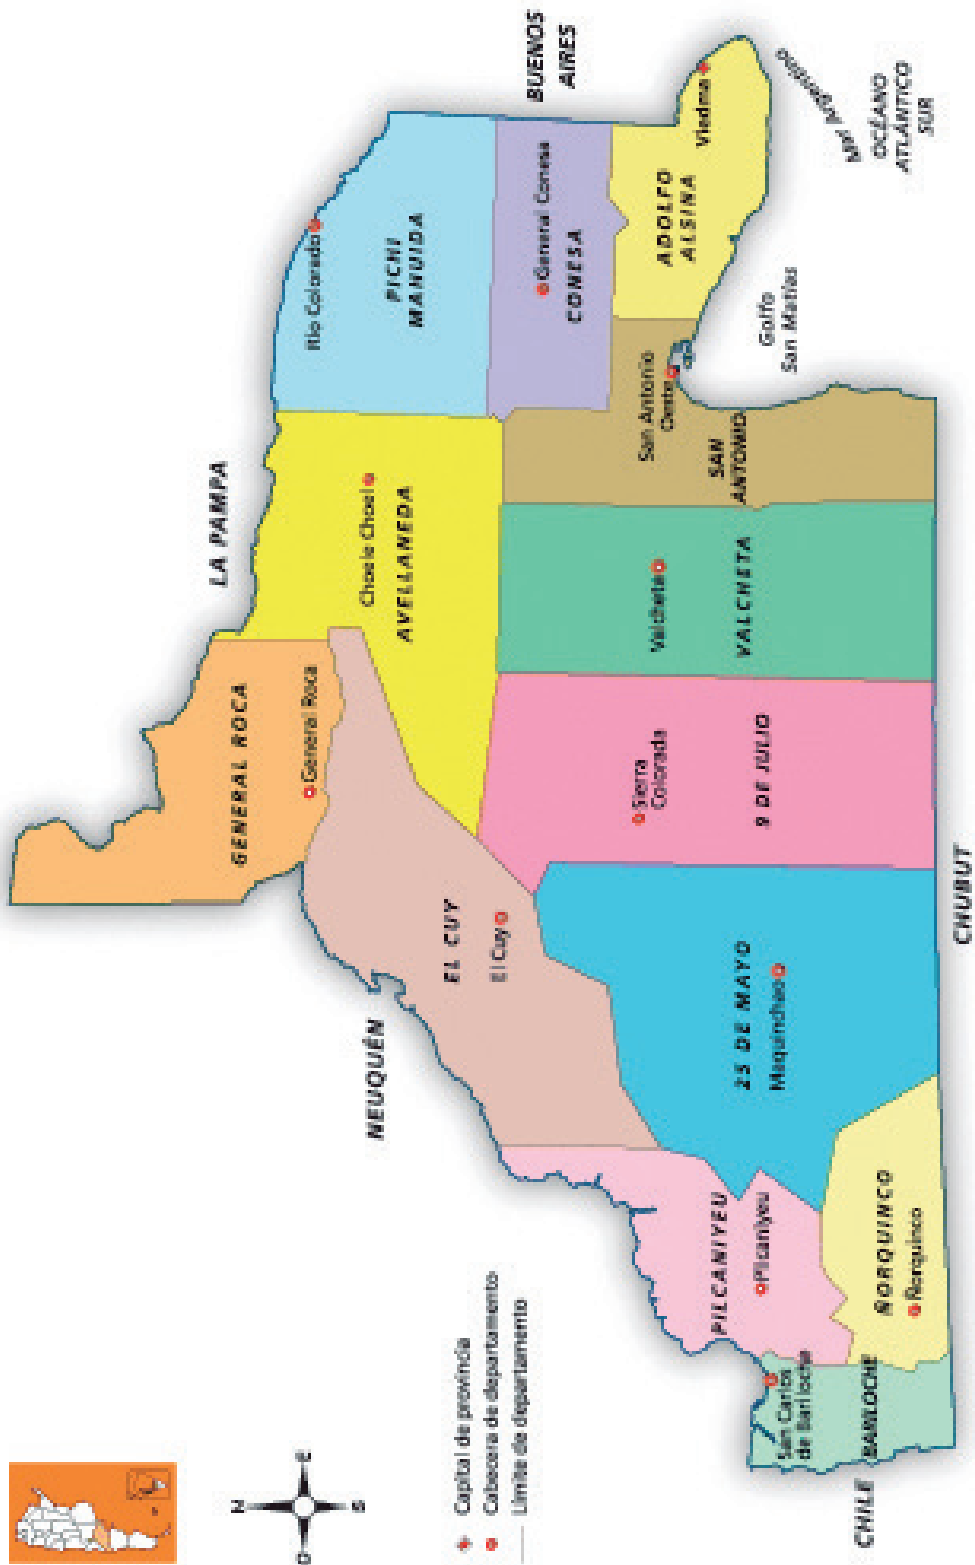 LA PAMPA
BUENOS
AIRES
NEUQUÉN
CHILE
CHUBUT
Mar Argentino
OCÉANO
ATLÁNTICO
SUR
Golfo
San Matías
GENERAL ROCA
General Roca
AVELLANEDA
Choele Choel
PICHI
MAHUIDA
Río Colorado
General Conesa
CONESA
ADOLFO
ALSINA
Viedma
San Antonio
Oeste
SAN
ANTONIO
Valcheta
VALCHETA
Sierra
Colorada
9 DE JULIO
EL CUY
El Cuy
25 DE MAYO
Maquinchao
PILCANIYEU
Pilcaniyeu
ÑORQUINCO
Ñorquinco
San Carlos
de Bariloche
BARILOCHE
N
O
E
S
Capital de provincia
Cabecera de departamento
Límite de departamento